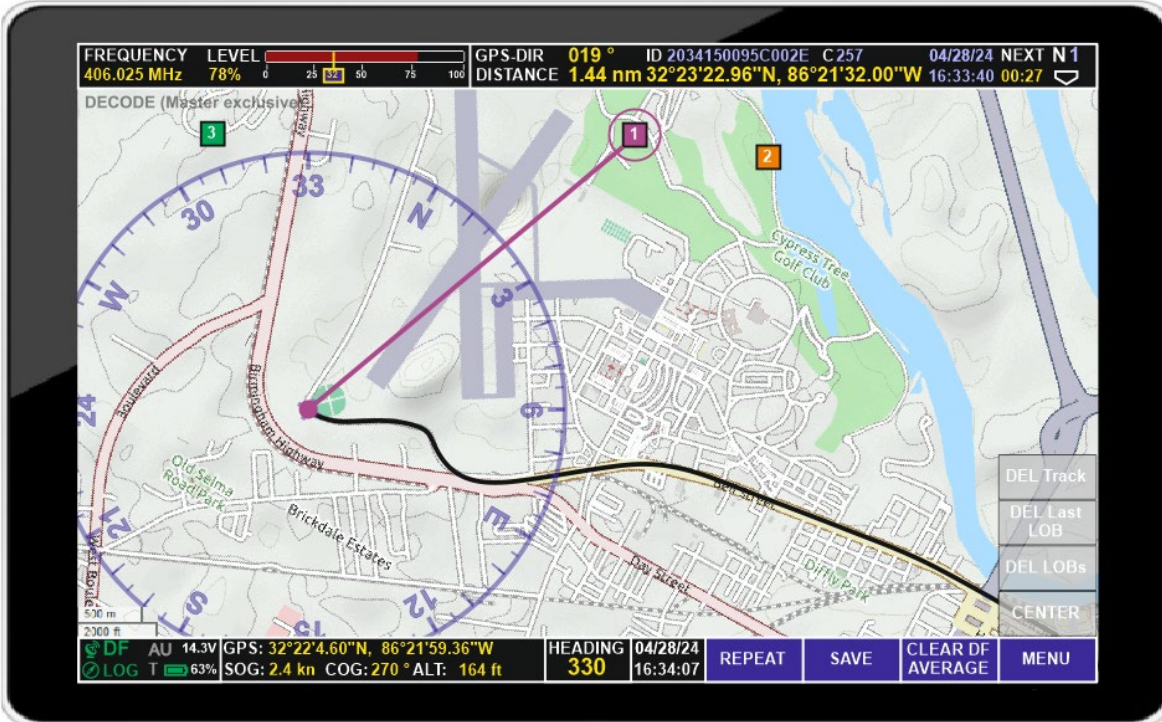 FREQUENCY LEVEL GPS-DIR 019 ° ID 2034150095C002E C 257 04/28/24 NEXT N 1
406.025 MHz 78% 0 25 32 50 75 100 DISTANCE 1.44 nm 32°23'22.96"N, 86°21'32.00"W 16:33:40 00:27
DECODE (Master exclusive)
Highway
3
1
2
33
30
N
Cypress Tree
Golf Club
W
3
24
Boulevard
Birmingham Highway
6
Old Selma
Road/Park
Bell Street
DEL Track
21
Brickdale Estates
E
DEL Last
LOB
West Boule
Day Street
Diffly Park
DEL LOBs
S
15
12
CENTER
500 m
2000 ft
DF AU 14.3V GPS: 32°22'4.60"N, 86°21'59.36"W HEADING 04/28/24 REPEAT SAVE CLEAR DF MENU
LOG T 63% SOG: 2.4 kn COG: 270 ° ALT: 164 ft 330 16:34:07 AVERAGE